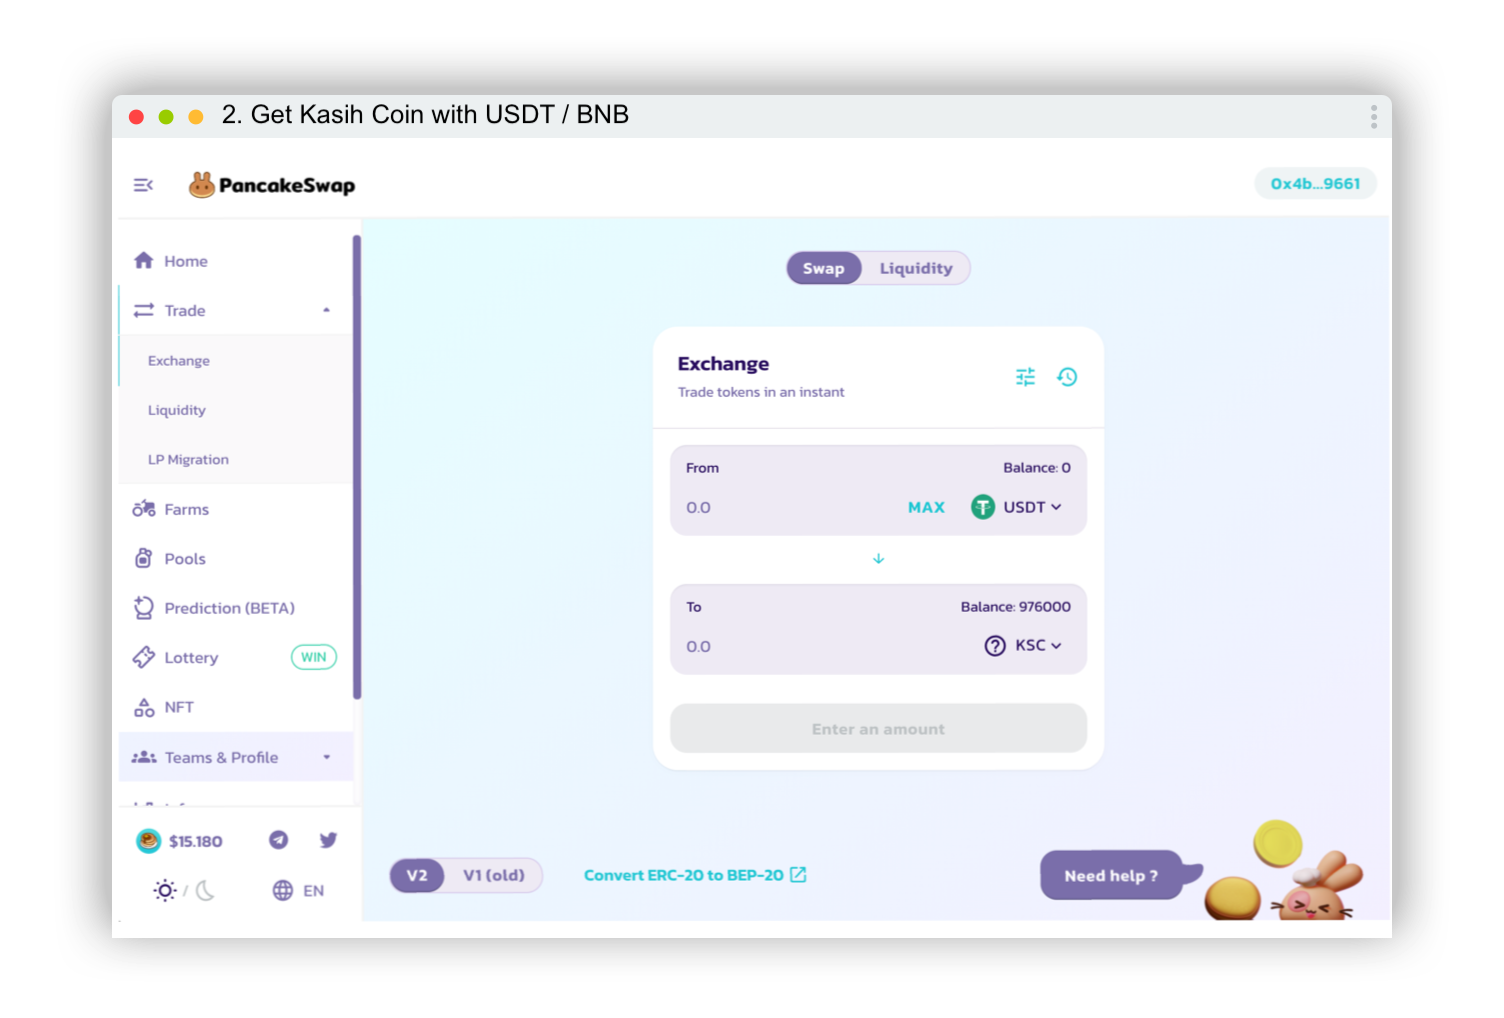 2. Get Kasih Coin with USDT / BNB
PancakeSwap
0x4b...9661
Home
Trade
Exchange
Liquidity
LP Migration
Farms
Pools
Prediction (BETA)
Lottery
WIN
NFT
Teams & Profile
$15.180
/
EN
Swap
Liquidity
Exchange
Trade tokens in an instant
From
Balance: 0
0.0
MAX
USDT
To
Balance: 976000
0.0
KSC
Enter an amount
V2
V1 (old)
Convert ERC-20 to BEP-20
Need help ?